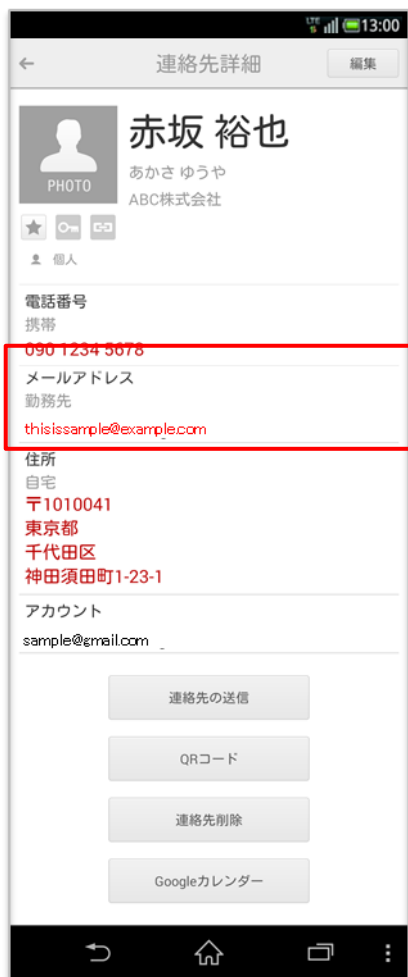 LTE 13:00
連絡先詳細
編集
赤坂 裕也
あかさ ゆうや
PHOTO
ABC株式会社
個人
電話番号
携帯
090 1234 5678
メールアドレス
勤務先
thisissample@example.com
住所
自宅
〒1010041
東京都
千代田区
神田須田町1-23-1
アカウント
sample@gmail.com
連絡先の送信
QRコード
連絡先削除
Googleカレンダー